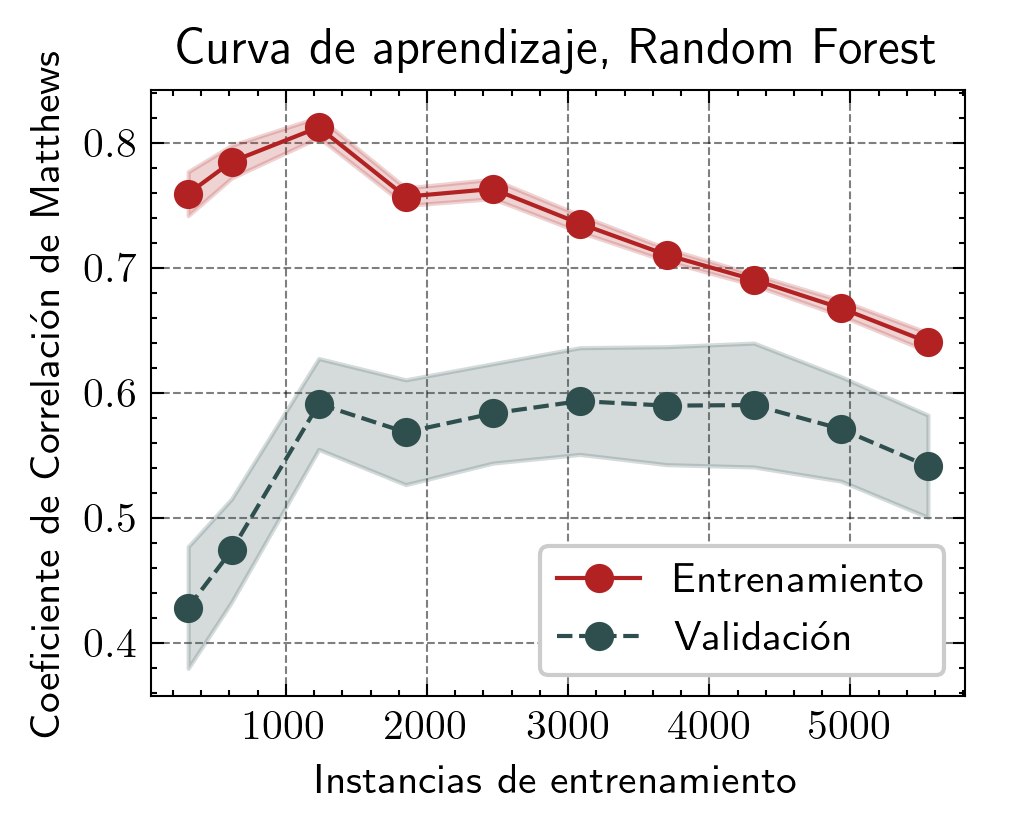 Curva de aprendizaje, Random Forest
Coeficiente de Correlación de Matthews
0.8
0.7
0.6
0.5
0.4
Entrenamiento
Validación
1000 2000 3000 4000 5000
Instancias de entrenamiento